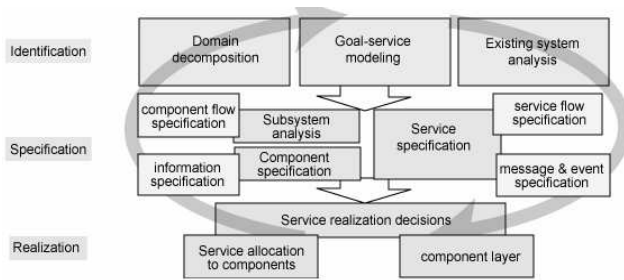 Identification
Domain
decomposition
Goal-service
modeling
Existing system
analysis
Specification
component flow
specification
Subsystem
analysis
Service
specification
service flow
specification
information
specification
Component
specification
message & event
specification
Realization
Service realization decisions
Service allocation
to components
component layer